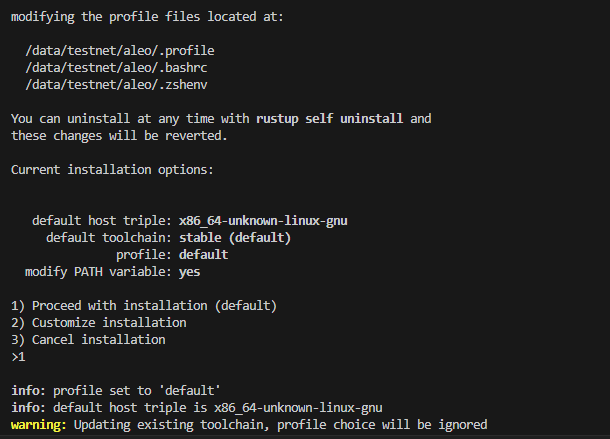 modifying the profile files located at:
/data/testnet/aleo/.profile
/data/testnet/aleo/.bashrc
/data/testnet/aleo/.zshenv
You can uninstall at any time with rustup self uninstall and
these changes will be reverted.
Current installation options:
default host triple: x86_64-unknown-linux-gnu
default toolchain: stable (default)
profile: default
modify PATH variable: yes
1) Proceed with installation (default)
2) Customize installation
3) Cancel installation
>1
info: profile set to 'default'
info: default host triple is x86_64-unknown-linux-gnu
warning: Updating existing toolchain, profile choice will be ignored